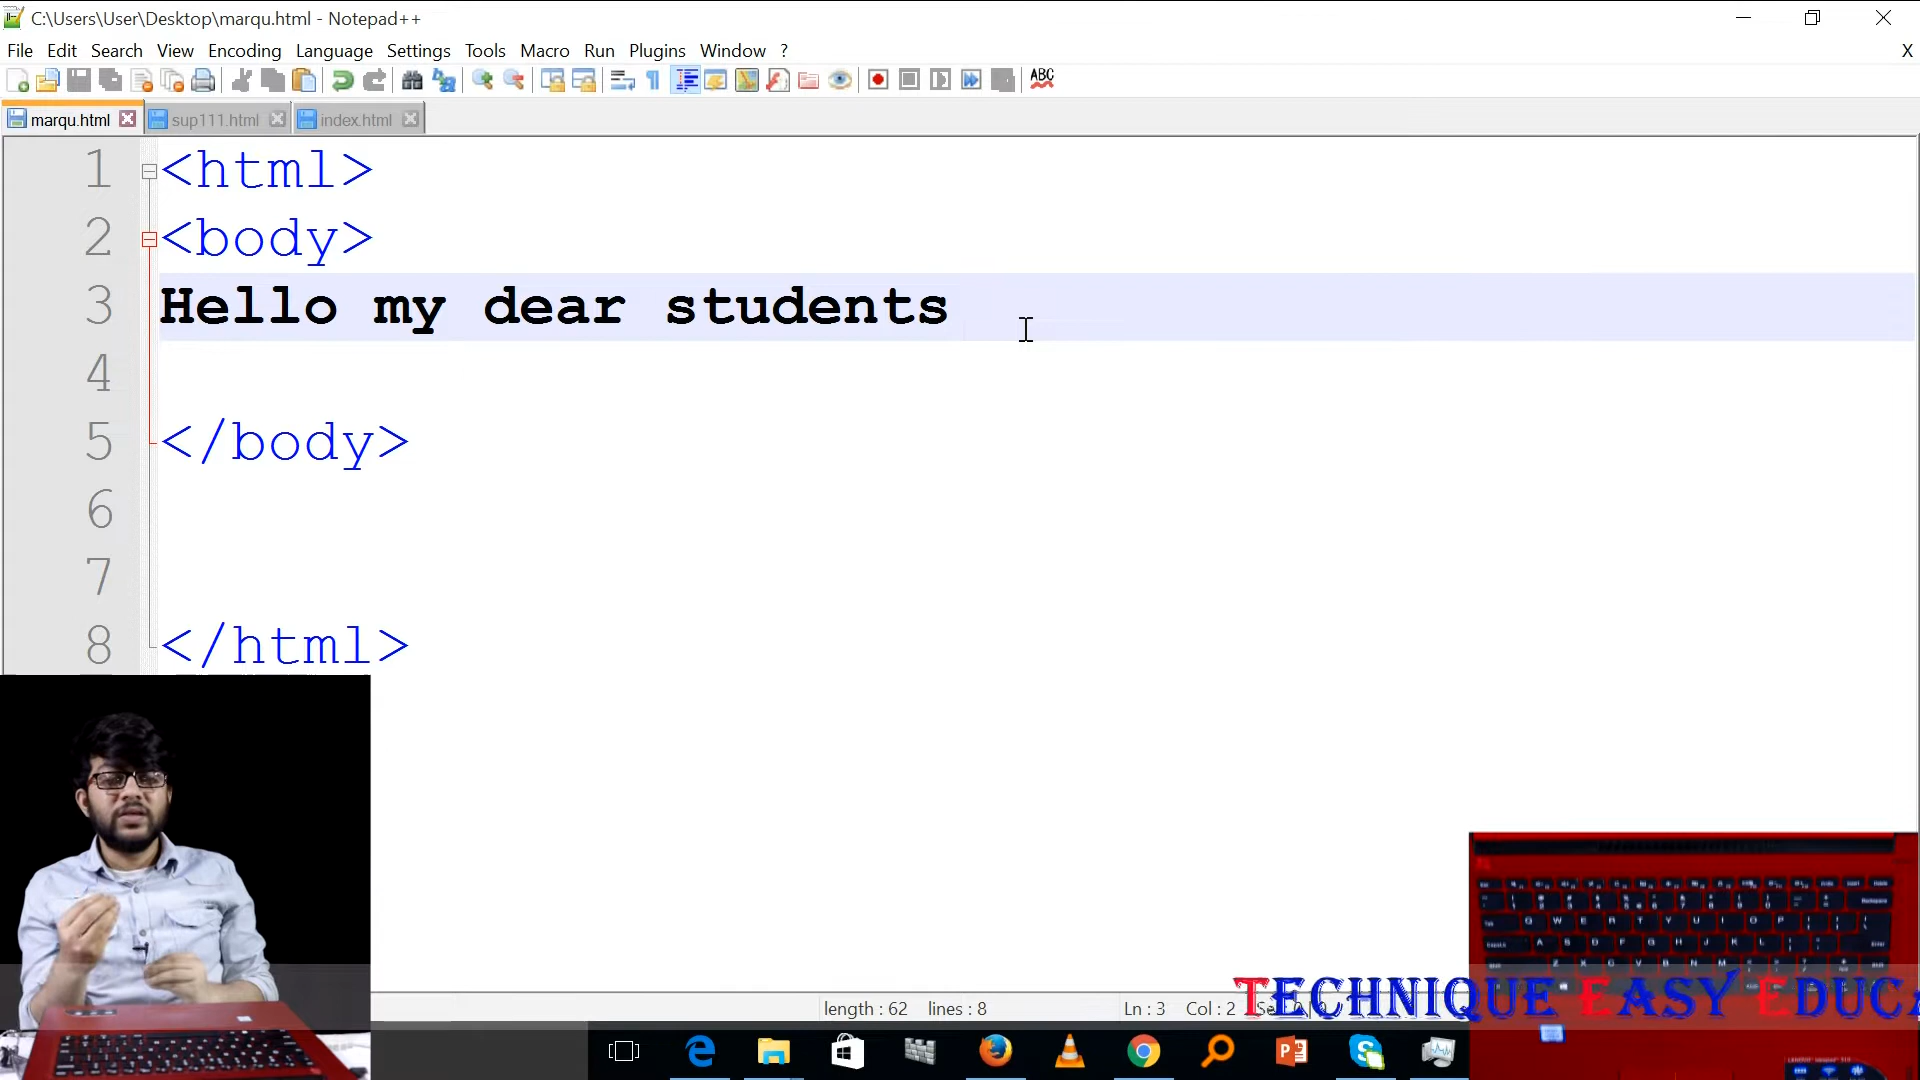 C:\Users\User\Desktop\marqu.html - Notepad++
File Edit Search View Encoding Language Settings Tools Macro Run Plugins Window ? X
ABC
marqu.html sup111.html index.html
1 <html>
2 <body>
3 Hello my dear students
4
5 </body>
6
7
8 </html>
length : 62 lines : 8 Ln : 3 Col : 2
TECHNIQUE EASY EDUCA